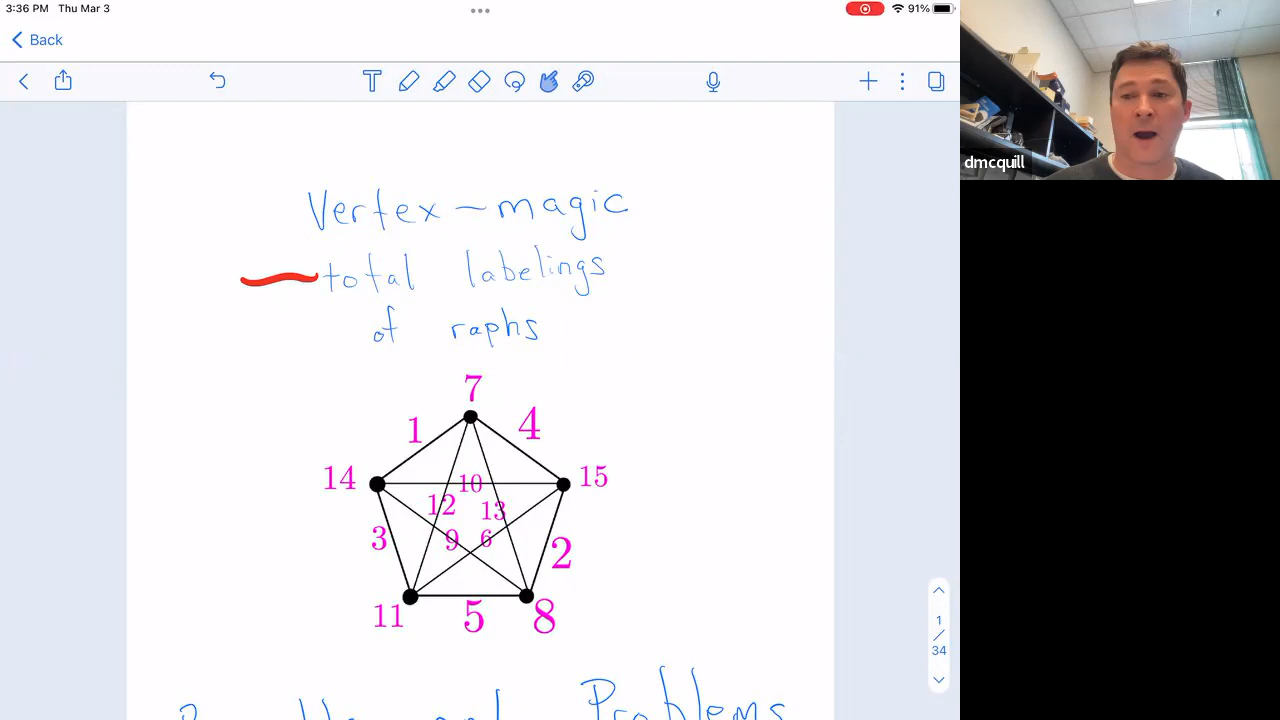 3:36 PM Thu Mar 3
91%
Back
T
dmcquill
Vertex-magic
total labelings
of raphs
7
1
4
14
10
15
12
13
3
9
6
2
11
5
8
1
/
34
Problems